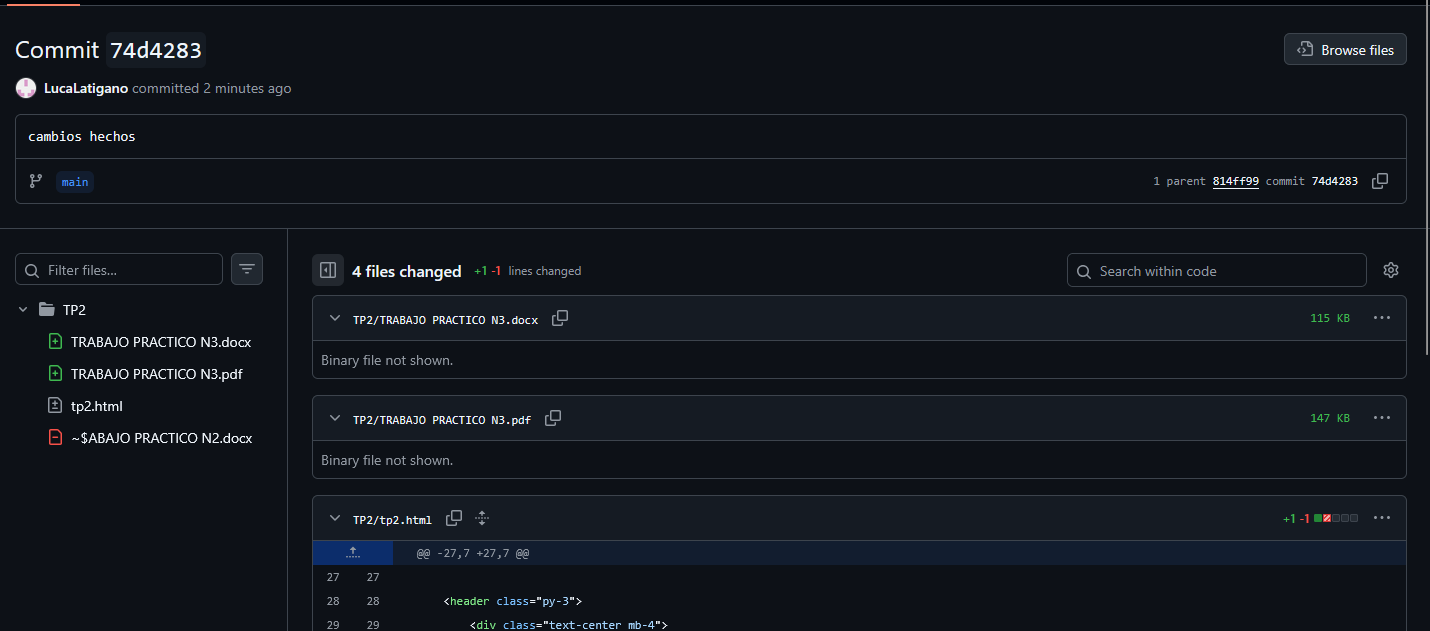 Commit 74d4283
Browse files
LucaLatigano committed 2 minutes ago
cambios hechos
main
1 parent 814ff99 commit 74d4283
Filter files...
TP2
TRABAJO PRACTICO N3.docx
TRABAJO PRACTICO N3.pdf
tp2.html
~$ABAJO PRACTICO N2.docx
4 files changed +1 -1 lines changed
Search within code
TP2/TRABAJO PRACTICO N3.docx
115 KB
Binary file not shown.
TP2/TRABAJO PRACTICO N3.pdf
147 KB
Binary file not shown.
TP2/tp2.html
+1 -1
@@ -27,7 +27,7 @@
27 27
28 28 <header class="py-3">
29 29 <div class="text-center mb-4">